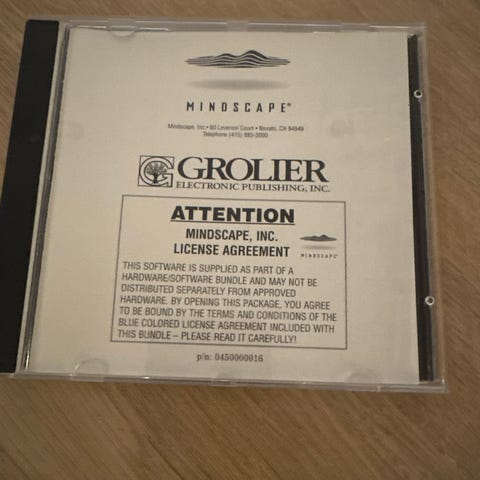 MINDSCAPE®
Mindscape, Inc. • 60 Leveroni Court • Novato, CA 94949
Telephone (415) 883-3000
GROLIER
ELECTRONIC PUBLISHING, INC.
ATTENTION
MINDSCAPE, INC.
LICENSE AGREEMENT
MINDSCAPE®
THIS SOFTWARE IS SUPPLIED AS PART OF A
HARDWARE/SOFTWARE BUNDLE AND MAY NOT BE
DISTRIBUTED SEPARATELY FROM APPROVED
HARDWARE. BY OPENING THIS PACKAGE, YOU AGREE
TO BE BOUND BY THE TERMS AND CONDITIONS OF THE
BLUE COLORED LICENSE AGREEMENT INCLUDED WITH
THIS BUNDLE – PLEASE READ IT CAREFULLY!
p/n: 0450000016